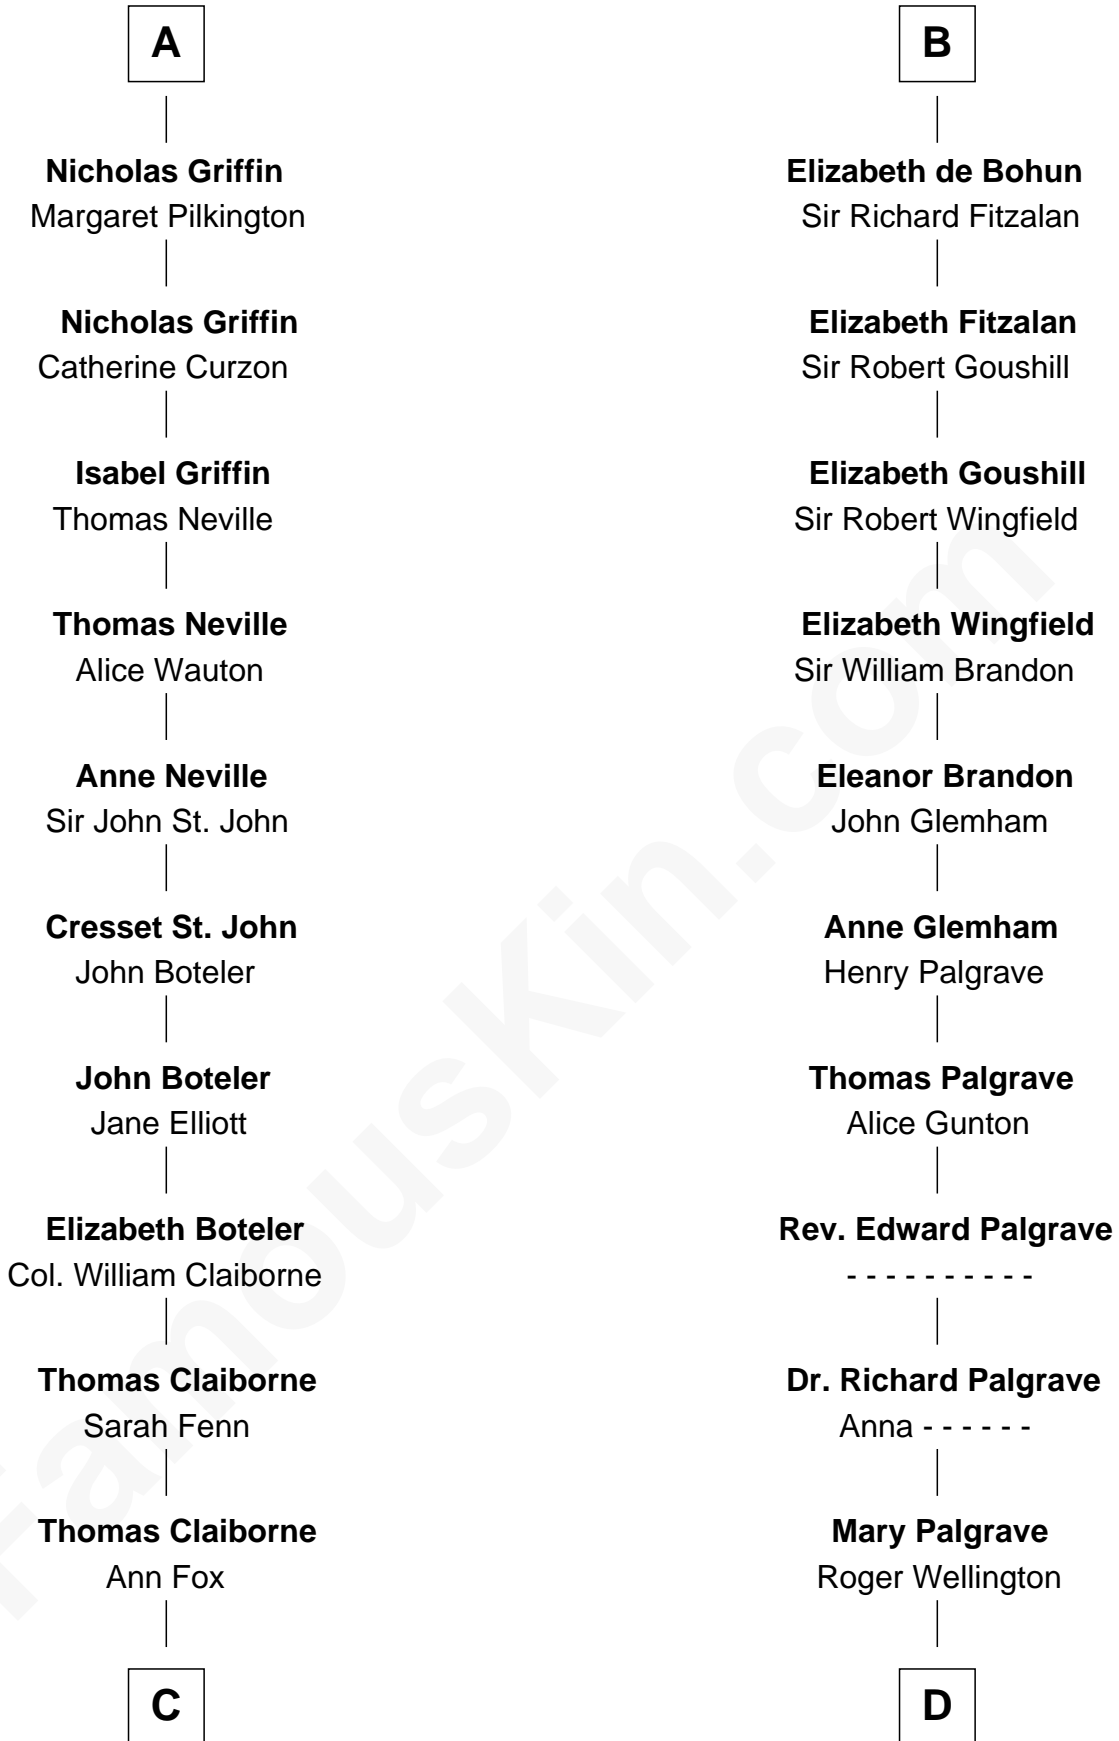 A
Nicholas Griffin
Margaret Pilkington
Nicholas Griffin
Catherine Curzon
Isabel Griffin
Thomas Neville
Thomas Neville
Alice Wauton
Anne Neville
Sir John St. John
Cresset St. John
John Boteler
John Boteler
Jane Elliott
Elizabeth Boteler
Col. William Claiborne
Thomas Claiborne
Sarah Fenn
Thomas Claiborne
Ann Fox
C
B
Elizabeth de Bohun
Sir Richard Fitzalan
Elizabeth Fitzalan
Sir Robert Goushill
Elizabeth Goushill
Sir Robert Wingfield
Elizabeth Wingfield
Sir William Brandon
Eleanor Brandon
John Glemham
Anne Glemham
Henry Palgrave
Thomas Palgrave
Alice Gunton
Rev. Edward Palgrave
- - - - - - - - - -
Dr. Richard Palgrave
Anna - - - - - -
Mary Palgrave
Roger Wellington
D
FamousKin.com